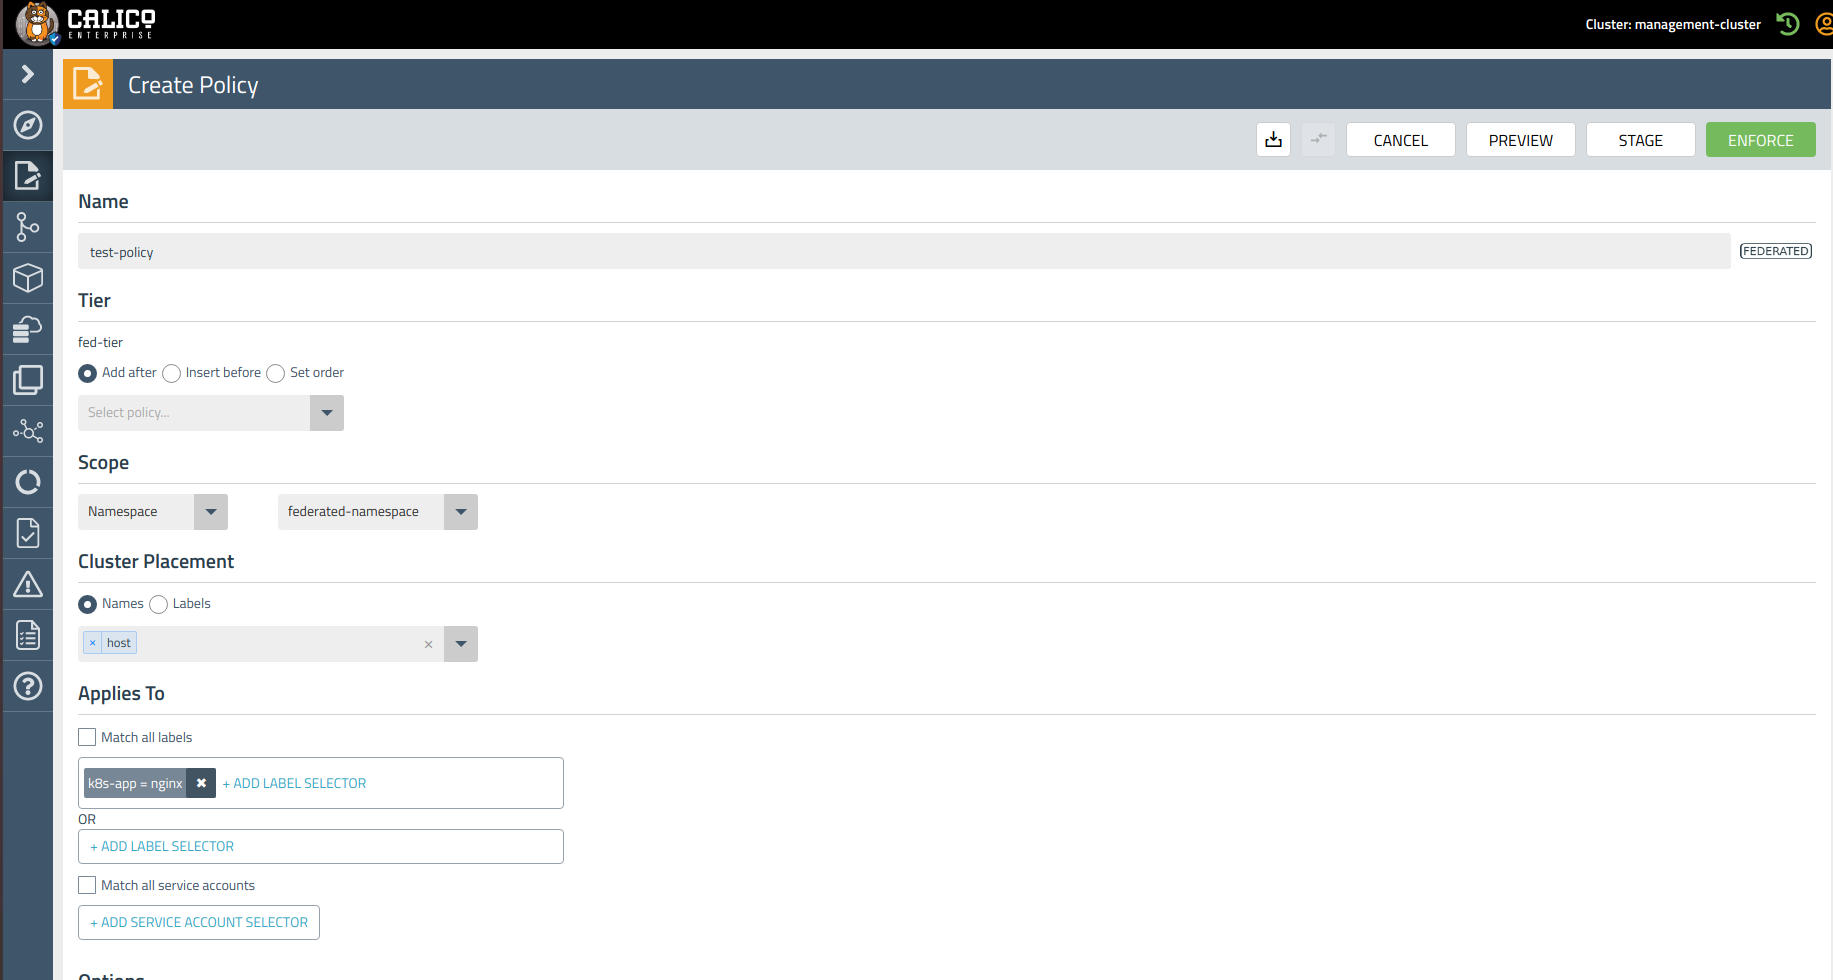 CALICO
ENTERPRISE
Cluster: management-cluster
Create Policy
CANCEL
PREVIEW
STAGE
ENFORCE
Name
test-policy
FEDERATED
Tier
fed-tier
Add after
Insert before
Set order
Select policy...
Scope
Namespace
federated-namespace
Cluster Placement
Names
Labels
× host
×
Applies To
Match all labels
k8s-app = nginx ✖ + ADD LABEL SELECTOR
OR
+ ADD LABEL SELECTOR
Match all service accounts
+ ADD SERVICE ACCOUNT SELECTOR
Options